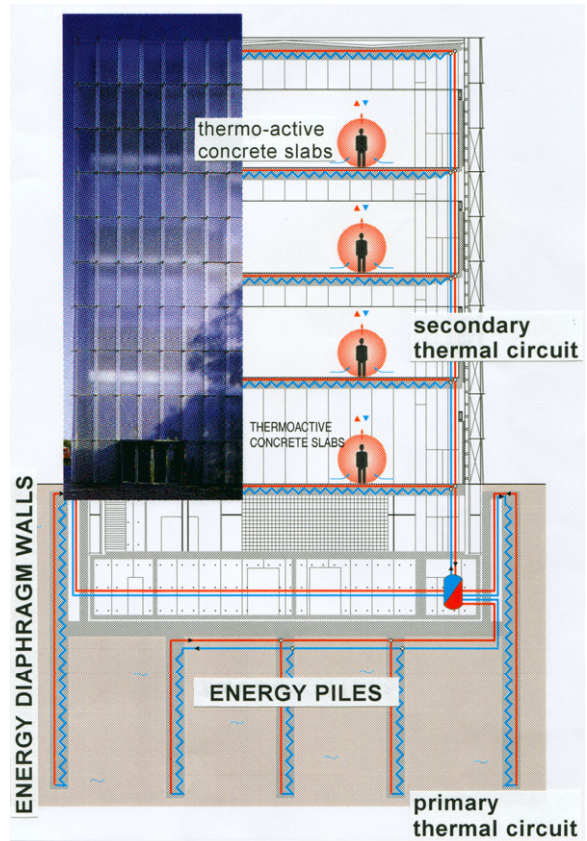 thermo-active
concrete slabs
secondary
thermal circuit
THERMOACTIVE
CONCRETE SLABS
ENERGY DIAPHRAGM WALLS
ENERGY PILES
primary
thermal circuit